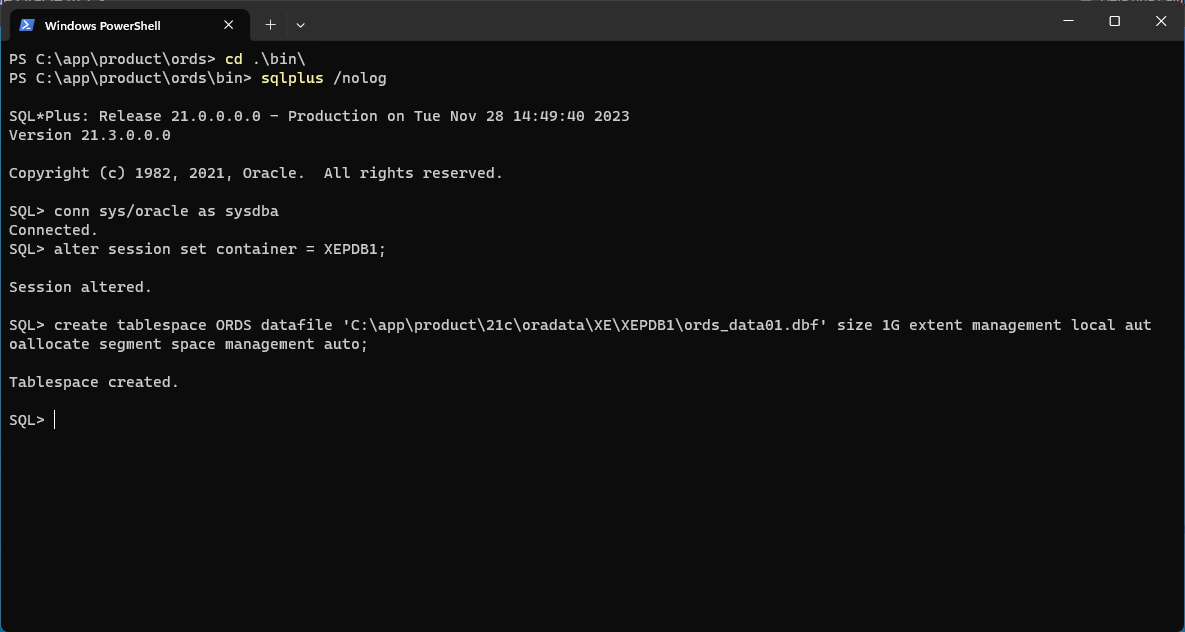 Windows PowerShell
PS C:\app\product\ords> cd .\bin\
PS C:\app\product\ords\bin> sqlplus /nolog
SQL*Plus: Release 21.0.0.0.0 - Production on Tue Nov 28 14:49:40 2023
Version 21.3.0.0.0
Copyright (c) 1982, 2021, Oracle.  All rights reserved.
SQL> conn sys/oracle as sysdba
Connected.
SQL> alter session set container = XEPDB1;
Session altered.
SQL> create tablespace ORDS datafile 'C:\app\product\21c\oradata\XE\XEPDB1\ords_data01.dbf' size 1G extent management local aut
oallocate segment space management auto;
Tablespace created.
SQL>